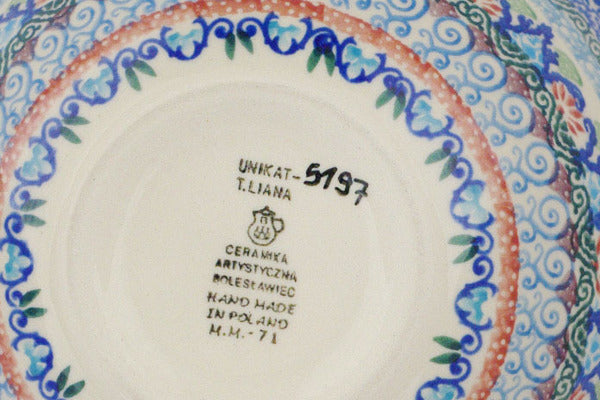 UNIKAT-5197
T.LIANA
CERAMIKA
ARTYSTYCZNA
BOLESŁAWIEC
HAND MADE
IN POLAND
M.M.-71